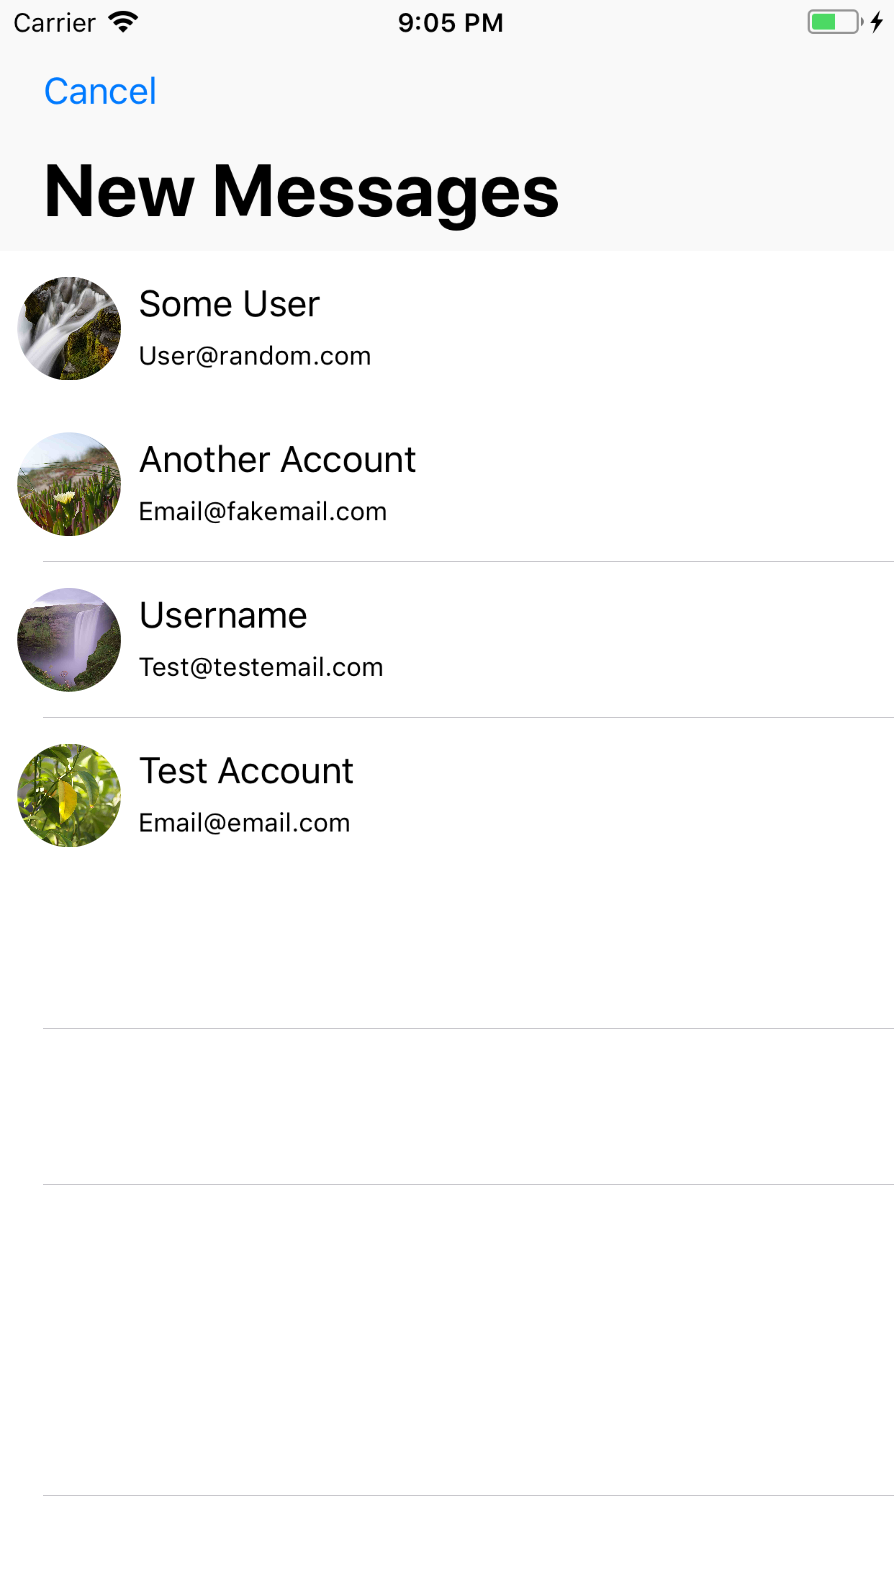 Carrier 9:05 PM
Cancel
New Messages
Some User
User@random.com
Another Account
Email@fakemail.com
Username
Test@testemail.com
Test Account
Email@email.com